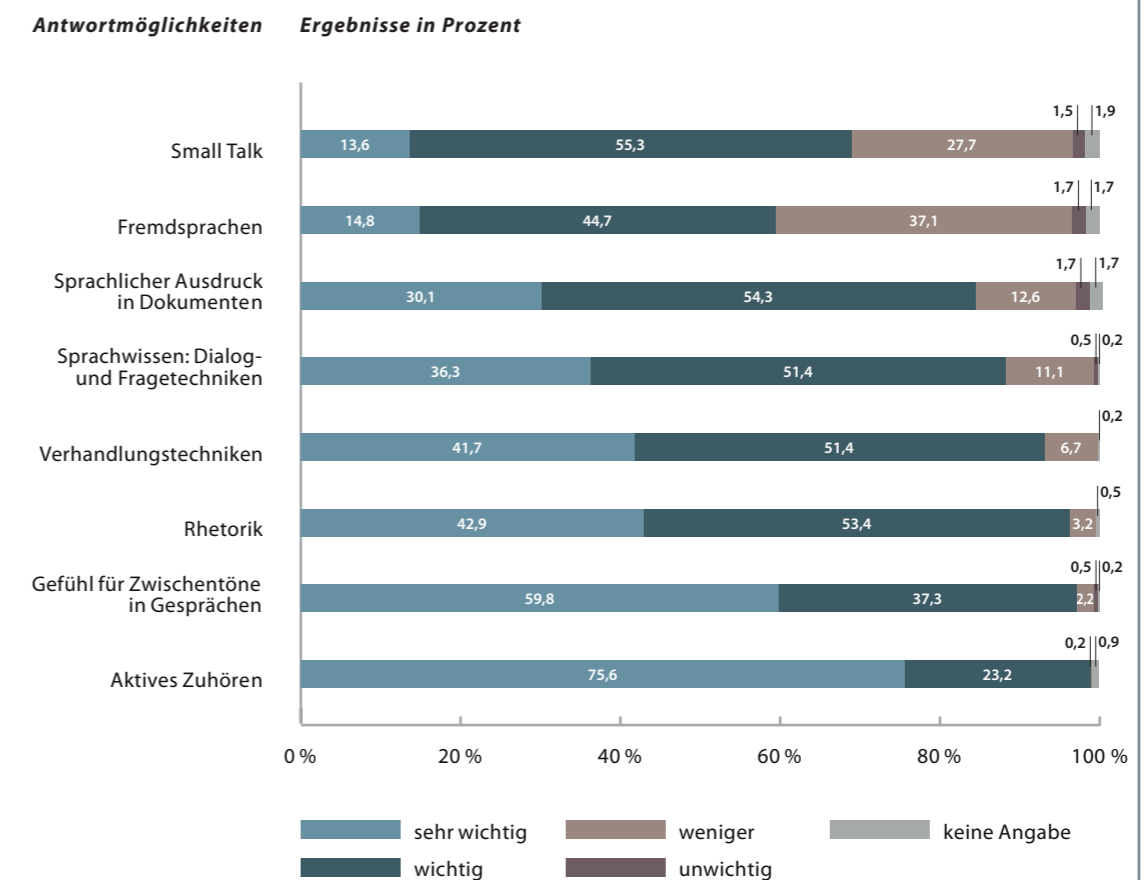 Antwortmöglichkeiten Ergebnisse in Prozent
1,5 1,9
Small Talk 13,6 55,3 27,7
1,7 1,7
Fremdsprachen 14,8 44,7 37,1
1,7 1,7
Sprachlicher Ausdruck
in Dokumenten 30,1 54,3 12,6
0,5 0,2
Sprachwissen: Dialog-
und Fragetechniken 36,3 51,4 11,1
0,2
Verhandlungstechniken 41,7 51,4 6,7
0,5
Rhetorik 42,9 53,4 3,2
0,5 0,2
Gefühl für Zwischentöne
in Gesprächen 59,8 37,3 2,2
0,2 0,9
Aktives Zuhören 75,6 23,2
0 % 20 % 40 % 60 % 80 % 100 %
sehr wichtig weniger keine Angabe
wichtig unwichtig